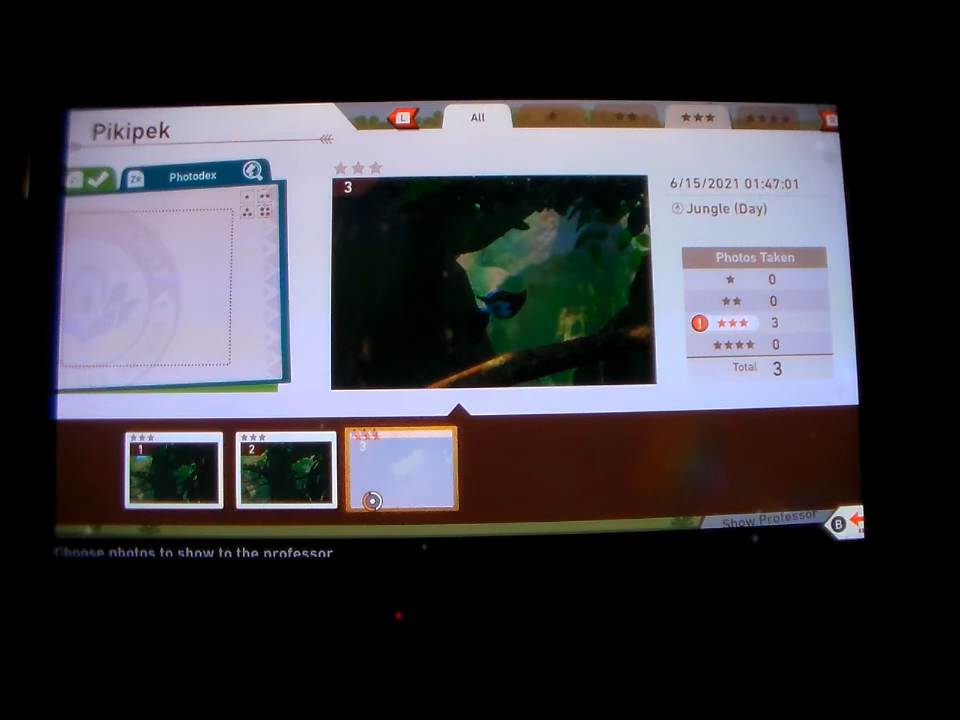 Pikipek
L
All
★
★★
★★★
★★★★
ZR
Photodex
★★★
3
6/15/2021 01:47:01
Jungle (Day)
Photos Taken
★ 0
★★ 0
! ★★★ 3
★★★★ 0
Total 3
★★★
1
★★★
2
★★★
3
Show Professor
B
Choose photos to show to the professor